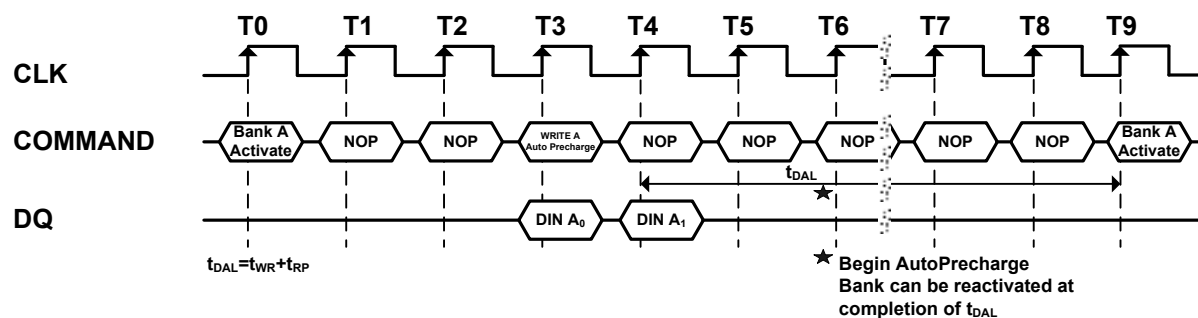 T0 T1 T2 T3 T4 T5 T6 T7 T8 T9
CLK
COMMAND
Bank A
Activate
NOP
NOP
WRITE A
Auto Precharge
NOP
NOP
NOP
NOP
NOP
Bank A
Activate
tDAL
DQ
DIN A0
DIN A1
tDAL=tWR+tRP
Begin AutoPrecharge
Bank can be reactivated at
completion of tDAL